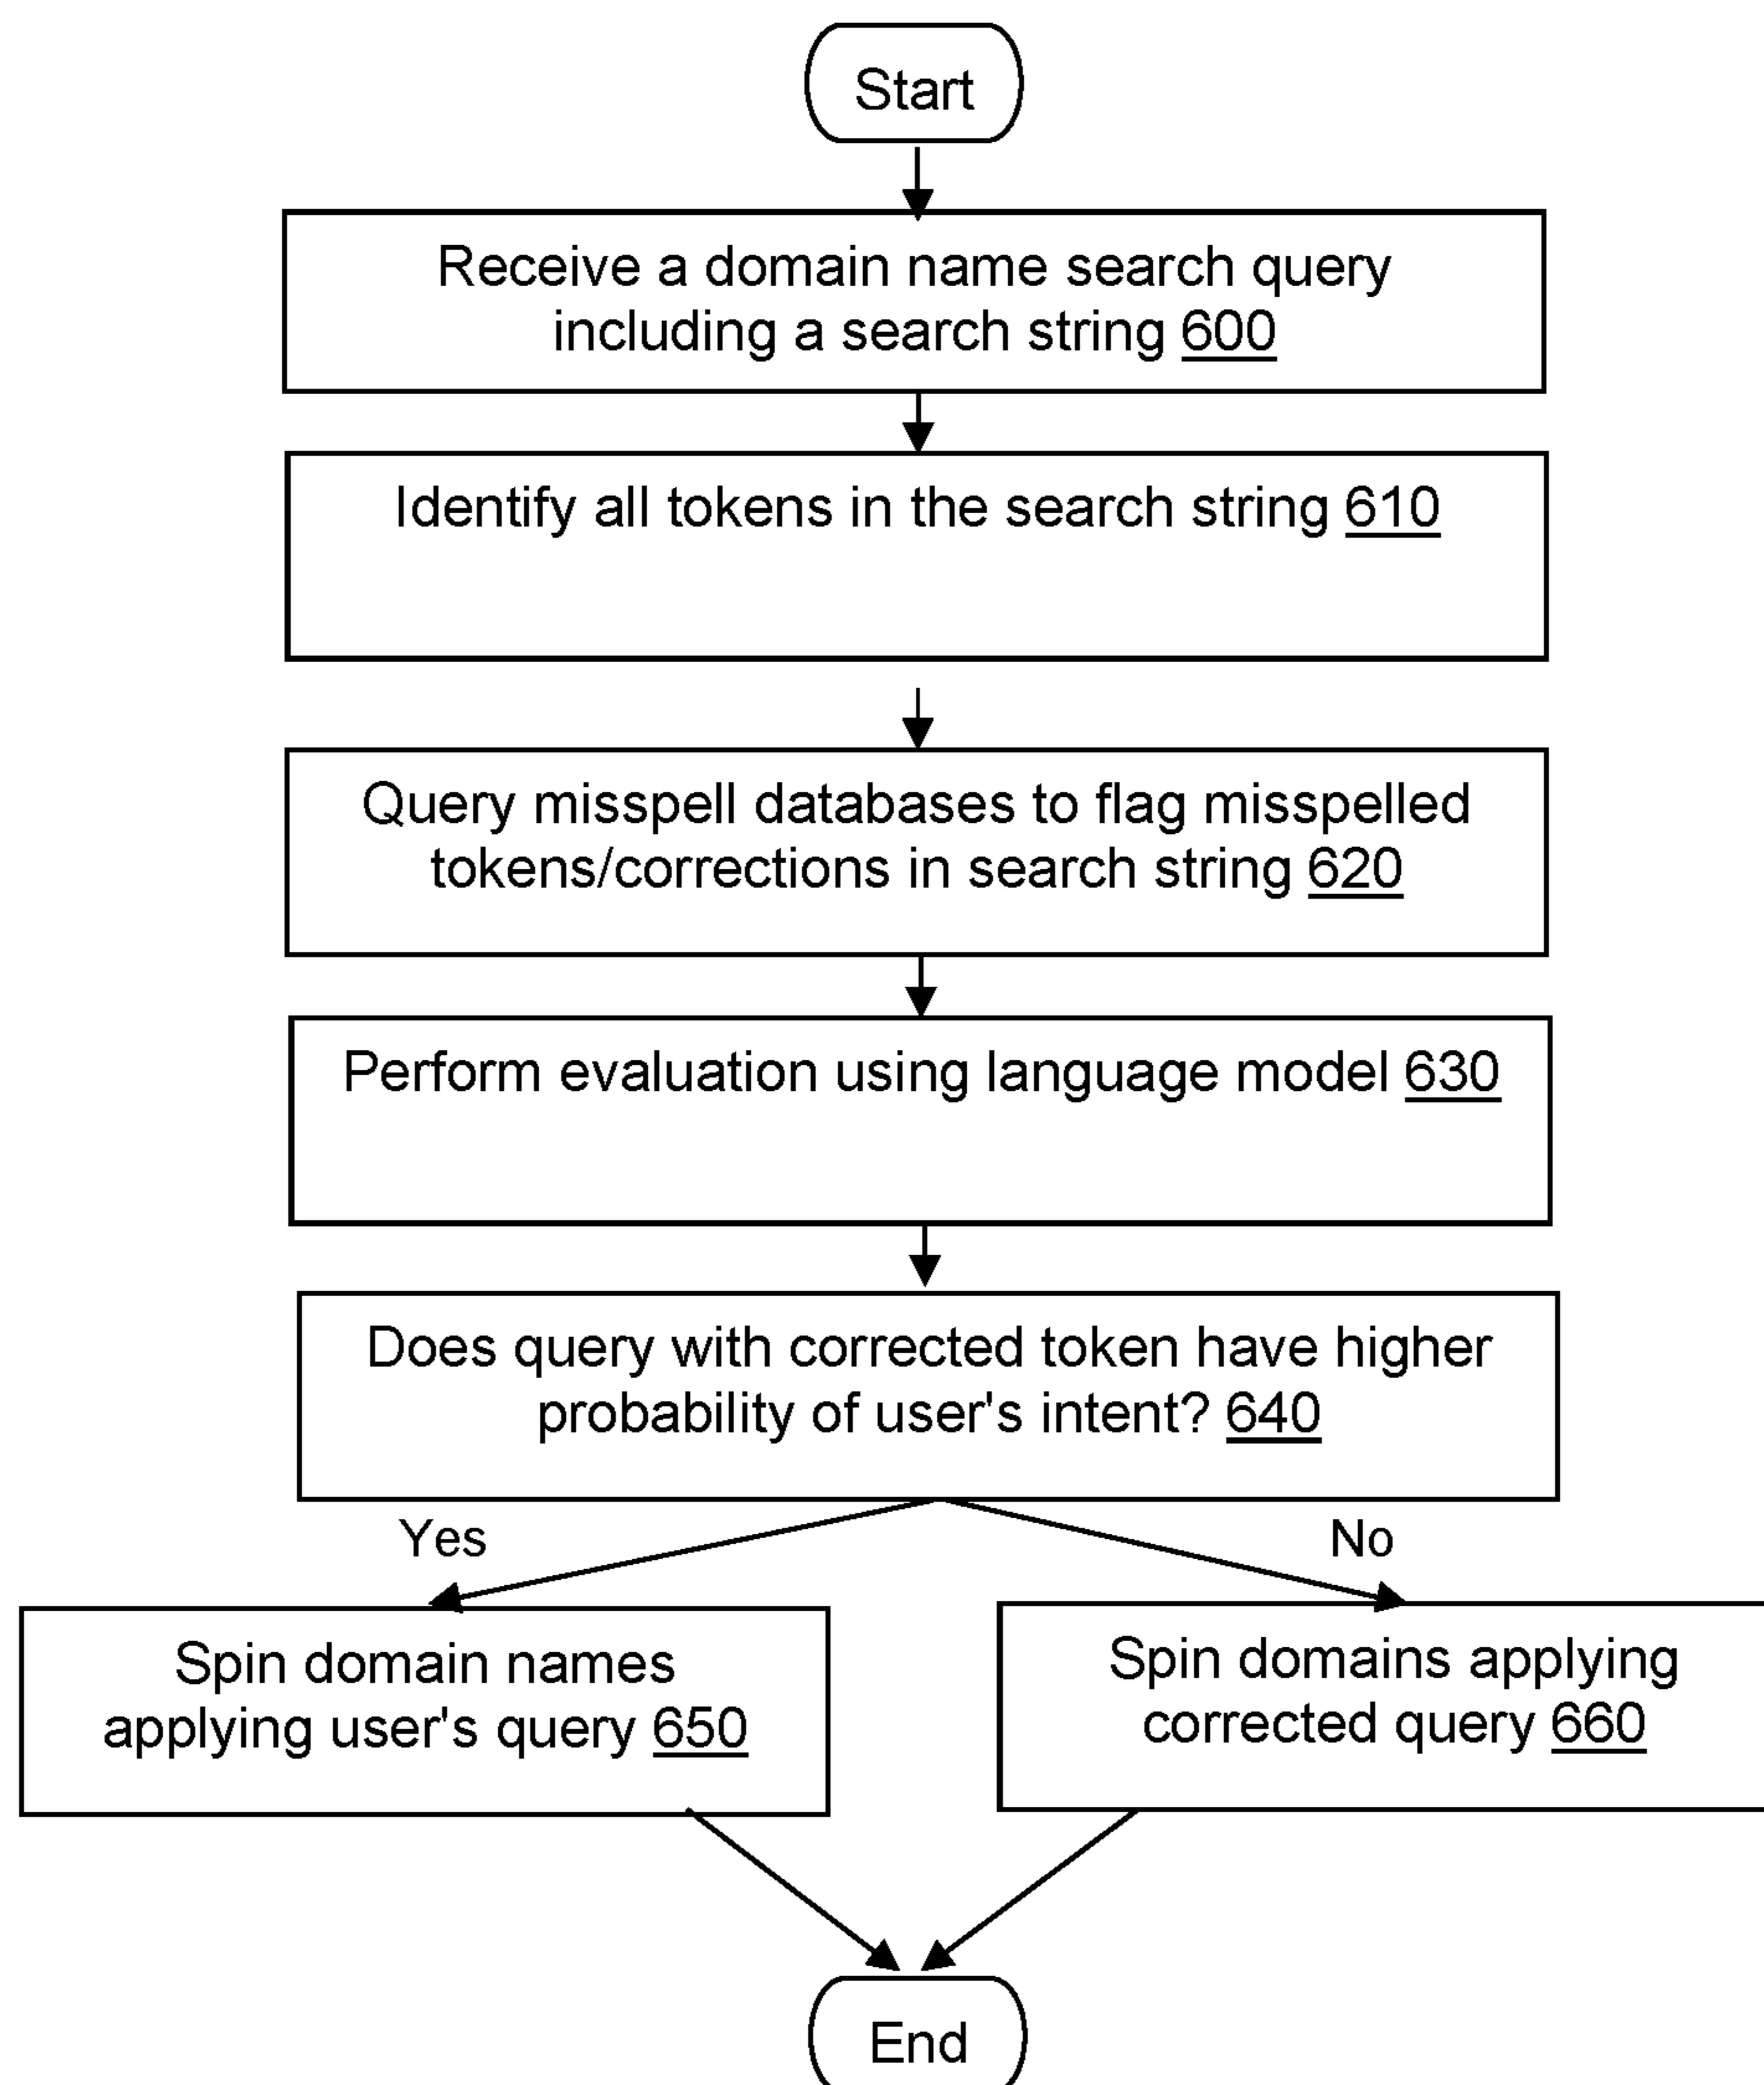 Start
Receive a domain name search query
including a search string 600
Identify all tokens in the search string 610
Query misspell databases to flag misspelled
tokens/corrections in search string 620
Perform evaluation using language model 630
Does query with corrected token have higher
probability of user's intent? 640
Yes
No
Spin domain names
applying user's query 650
Spin domains applying
corrected query 660
End